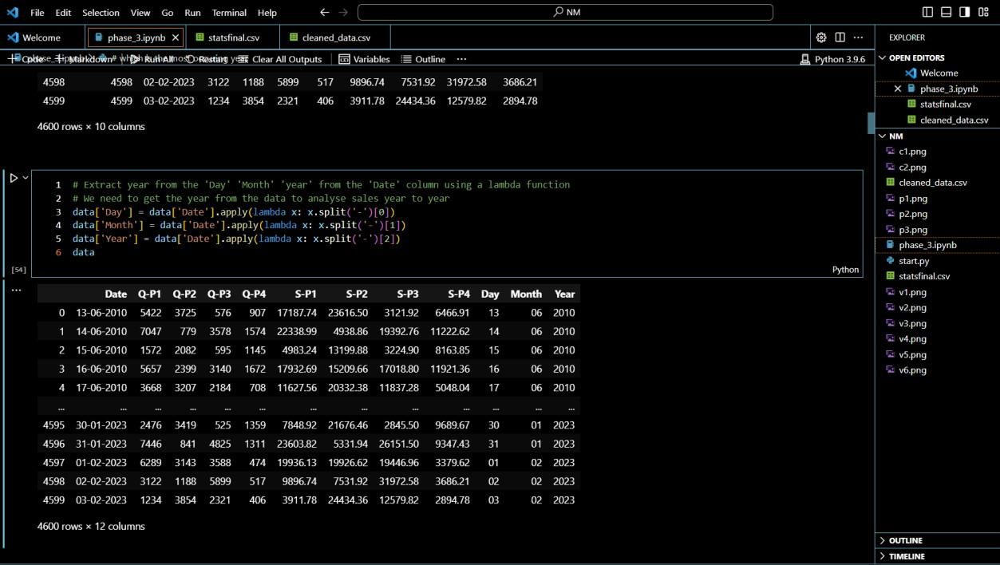 File Edit Selection View Go Run Terminal Help
NM
Welcome
phase_3.ipynb
statsfinal.csv
cleaned_data.csv
Code Markdown Run All Restart Clear All Outputs Variables Outline ...
Python 3.9.6
4598 4598 02-02-2023 3122 1188 5899 517 9896.74 7531.92 31972.58 3686.21
4599 4599 03-02-2023 1234 3854 2321 406 3911.78 24434.36 12579.82 2894.78
4600 rows × 10 columns
1 # Extract year from the 'Day' 'Month' 'year' from the 'Date' column using a lambda function
2 # We need to get the year from the data to analyse sales year to year
3 data['Day'] = data['Date'].apply(lambda x: x.split('-')[0])
4 data['Month'] = data['Date'].apply(lambda x: x.split('-')[1])
5 data['Year'] = data['Date'].apply(lambda x: x.split('-')[2])
6 data
[54]
Python
...
Date Q-P1 Q-P2 Q-P3 Q-P4 S-P1 S-P2 S-P3 S-P4 Day Month Year
0 13-06-2010 5422 3725 576 907 17187.74 23616.50 3121.92 6466.91 13 06 2010
1 14-06-2010 7047 779 3578 1574 22338.99 4938.86 19392.76 11222.62 14 06 2010
2 15-06-2010 1572 2082 595 1145 4983.24 13199.88 3224.90 8163.85 15 06 2010
3 16-06-2010 5657 2399 3140 1672 17932.69 15209.66 17018.80 11921.36 16 06 2010
4 17-06-2010 3668 3207 2184 708 11627.56 20332.38 11837.28 5048.04 17 06 2010
... ... ... ... ... ... ... ... ... ... ... ... ...
4595 30-01-2023 2476 3419 525 1359 7848.92 21676.46 2845.50 9689.67 30 01 2023
4596 31-01-2023 7446 841 4825 1311 23603.82 5331.94 26151.50 9347.43 31 01 2023
4597 01-02-2023 6289 3143 3588 474 19936.13 19926.62 19446.96 3379.62 01 02 2023
4598 02-02-2023 3122 1188 5899 517 9896.74 7531.92 31972.58 3686.21 02 02 2023
4599 03-02-2023 1234 3854 2321 406 3911.78 24434.36 12579.82 2894.78 03 02 2023
4600 rows × 12 columns
EXPLORER
OPEN EDITORS
Welcome
phase_3.ipynb
statsfinal.csv
cleaned_data.csv
NM
c1.png
c2.png
cleaned_data.csv
p1.png
p2.png
p3.png
phase_3.ipynb
start.py
statsfinal.csv
v1.png
v2.png
v3.png
v4.png
v5.png
v6.png
OUTLINE
TIMELINE